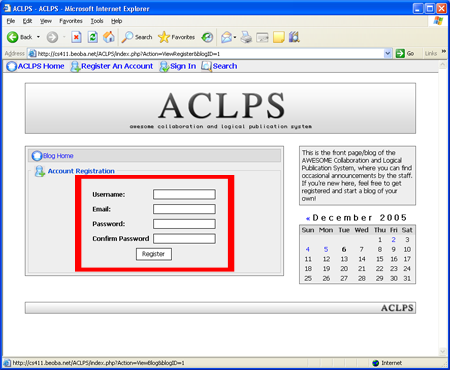 ACLPS - ACLPS - Microsoft Internet Explorer
File Edit View Favorites Tools Help
Back Search Favorites
Address http://cs411.beoba.net/ACLPS/index.php?Action=ViewRegister&blogID=1 Go Links
ACLPS Home Register An Account Sign In Search
ACLPS
awesome collaboration and logical publication system
Blog Home
Account Registration
Username:
Email:
Password:
Confirm Password
Register
This is the front page/blog of the
AWESOME Collaboration and Logical
Publication System, where you can find
occasional announcements by the staff.
If you're new here, feel free to get
registered and start a blog of your
own!
«December 2005
Sun Mon Tue Wed Thu Fri Sat
1 2 3
4 5 6 7 8 9 10
11 12 13 14 15 16 17
18 19 20 21 22 23 24
25 26 27 28 29 30 31
ACLPS
http://cs411.beoba.net/ACLPS/index.php?Action=ViewBlog&blogID=1 Internet